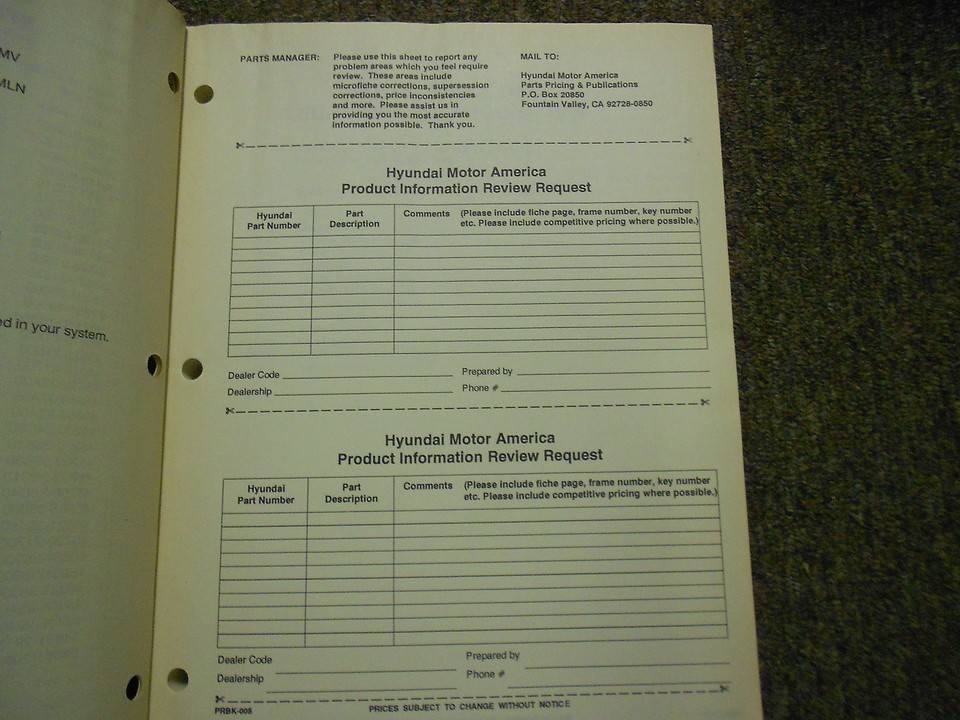 MV
MLN
ed in your system.
PARTS MANAGER: Please use this sheet to report any
problem areas which you feel require
review. These areas include
microfiche corrections, supersession
corrections, price inconsistencies
and more. Please assist us in
providing you the most accurate
information possible. Thank you.
MAIL TO:
Hyundai Motor America
Parts Pricing & Publications
P.O. Box 20850
Fountain Valley, CA 92728-0850
Hyundai Motor America
Product Information Review Request
Hyundai
Part Number
Part
Description
Comments (Please include fiche page, frame number, key number
etc. Please include competitive pricing where possible.)
Dealer Code
Prepared by
Dealership
Phone #
Hyundai Motor America
Product Information Review Request
Hyundai
Part Number
Part
Description
Comments (Please include fiche page, frame number, key number
etc. Please include competitive pricing where possible.)
Dealer Code
Prepared by
Dealership
Phone #
PRBK-008
PRICES SUBJECT TO CHANGE WITHOUT NOTICE